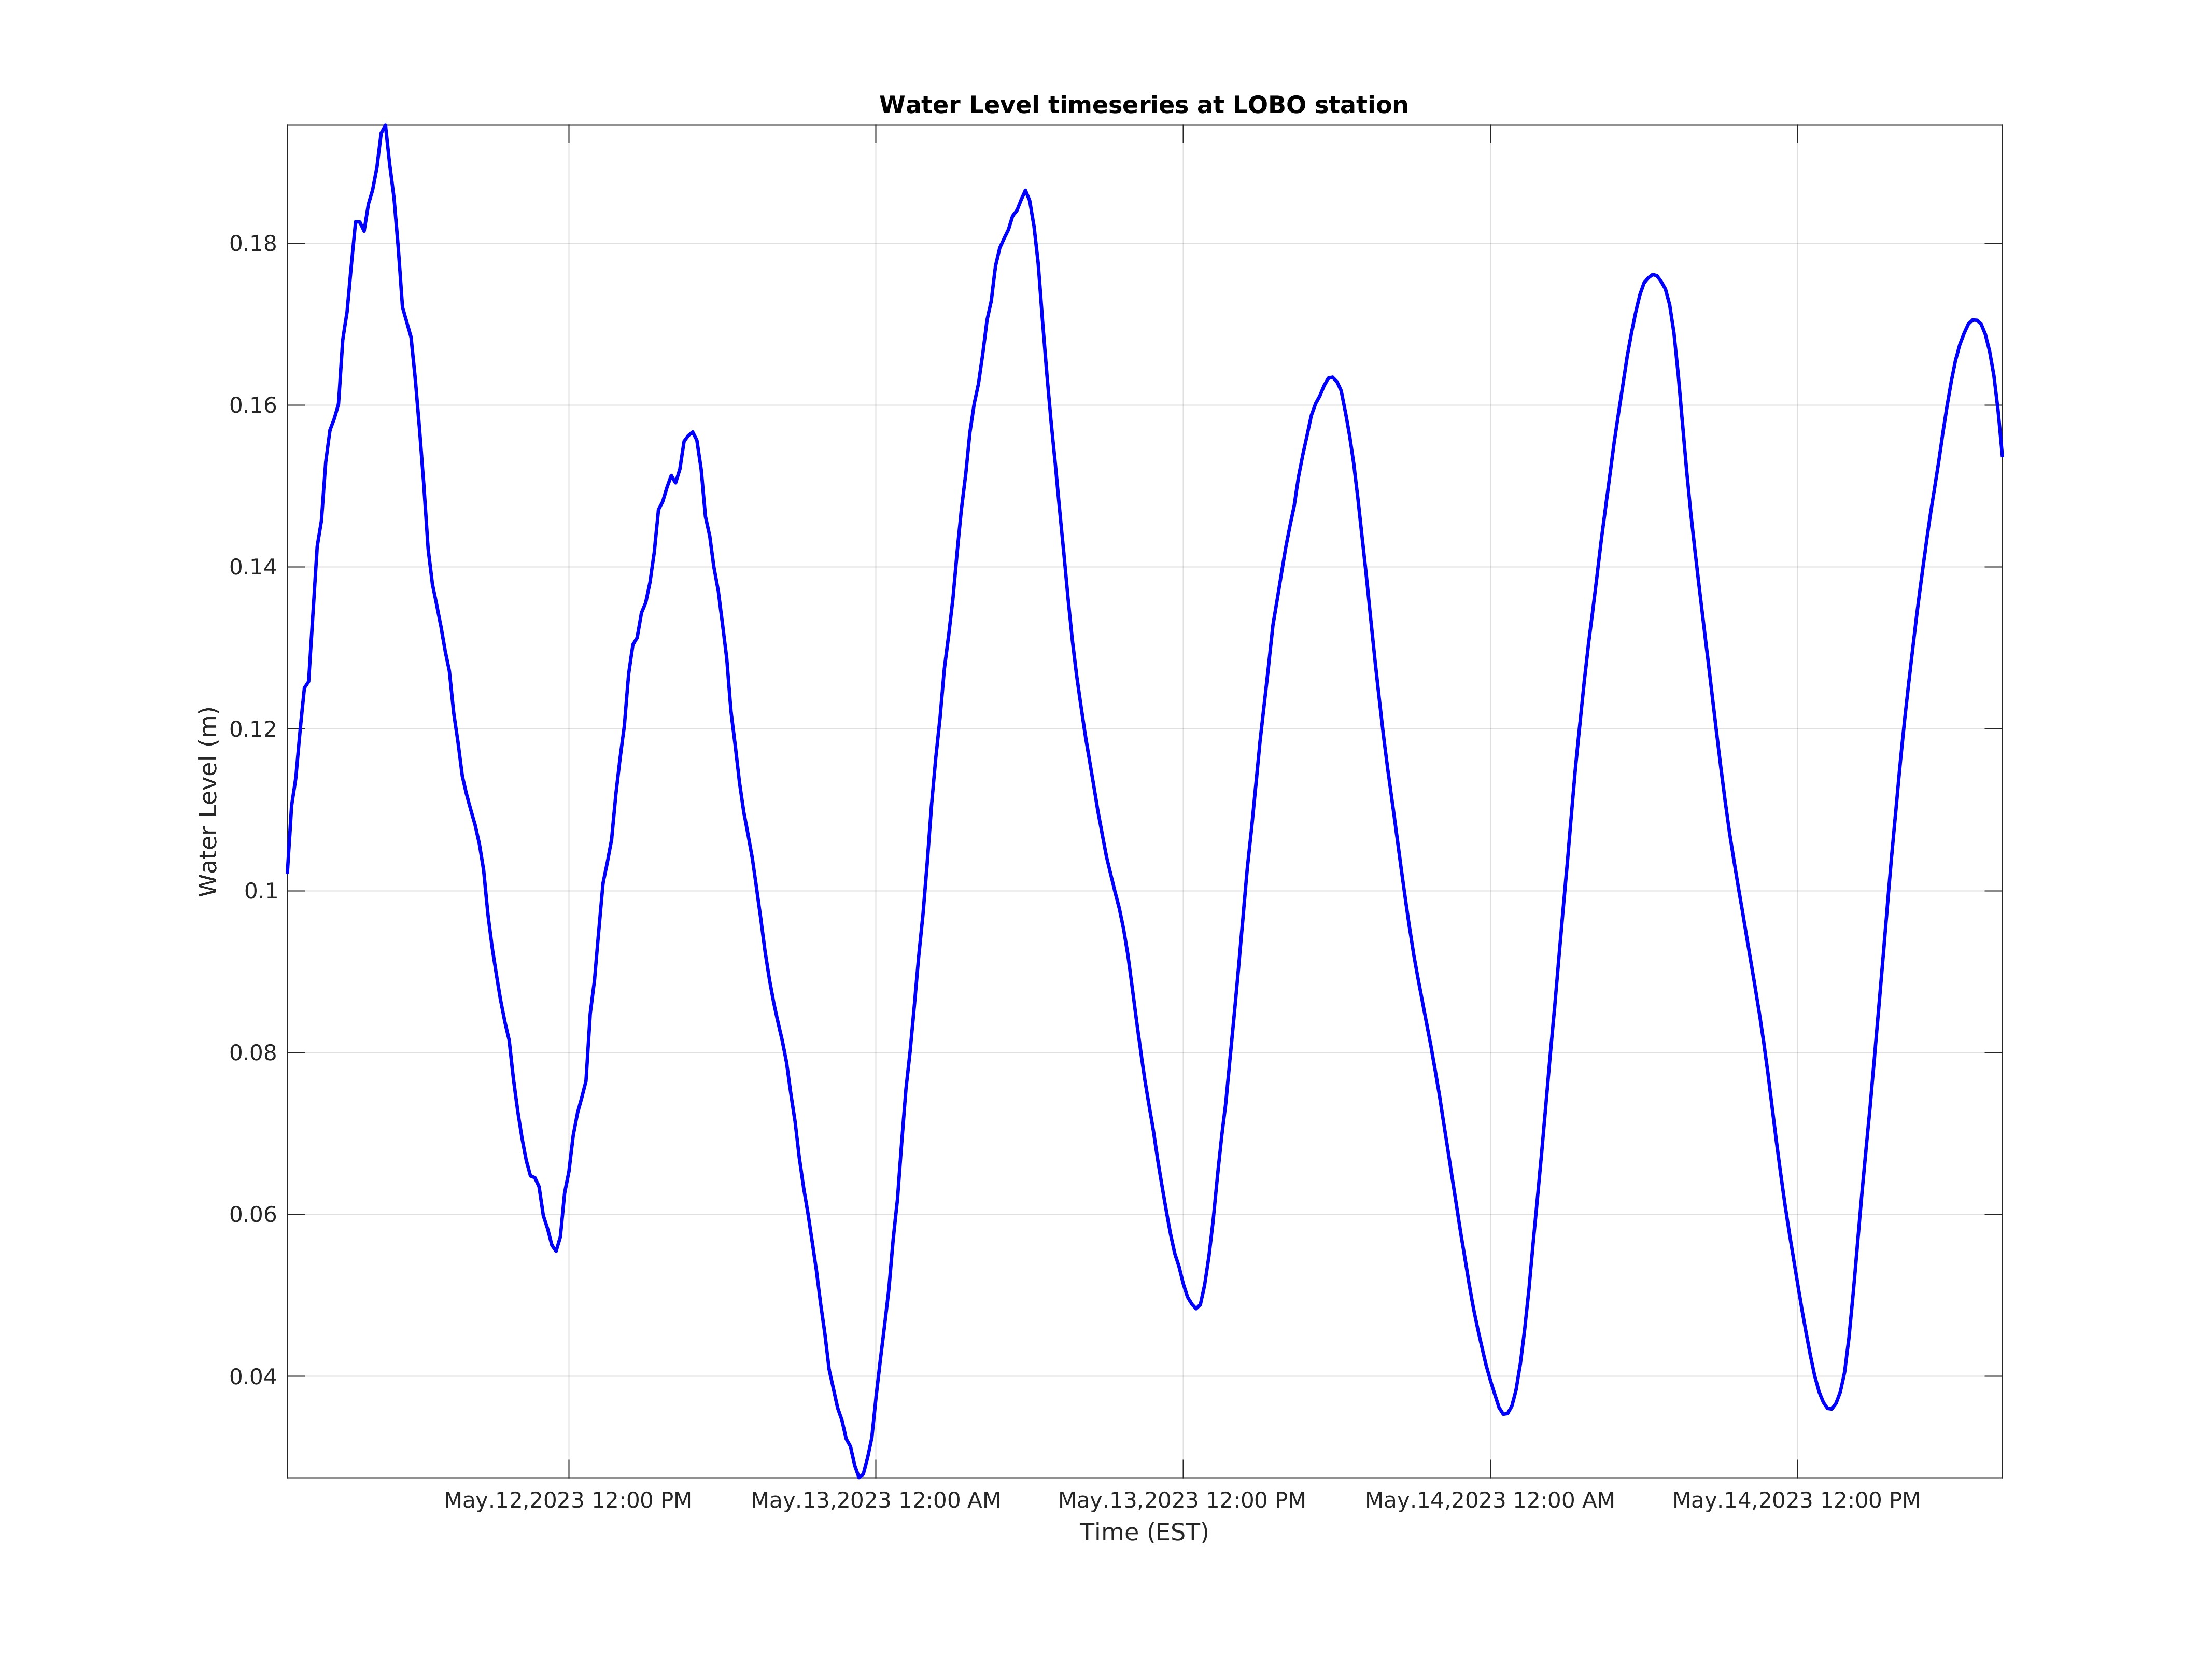 Water Level timeseries at LOBO station
Water Level (m)
0.18
0.16
0.14
0.12
0.1
0.08
0.06
0.04
May.12,2023 12:00 PM
May.13,2023 12:00 AM
May.13,2023 12:00 PM
May.14,2023 12:00 AM
May.14,2023 12:00 PM
Time (EST)